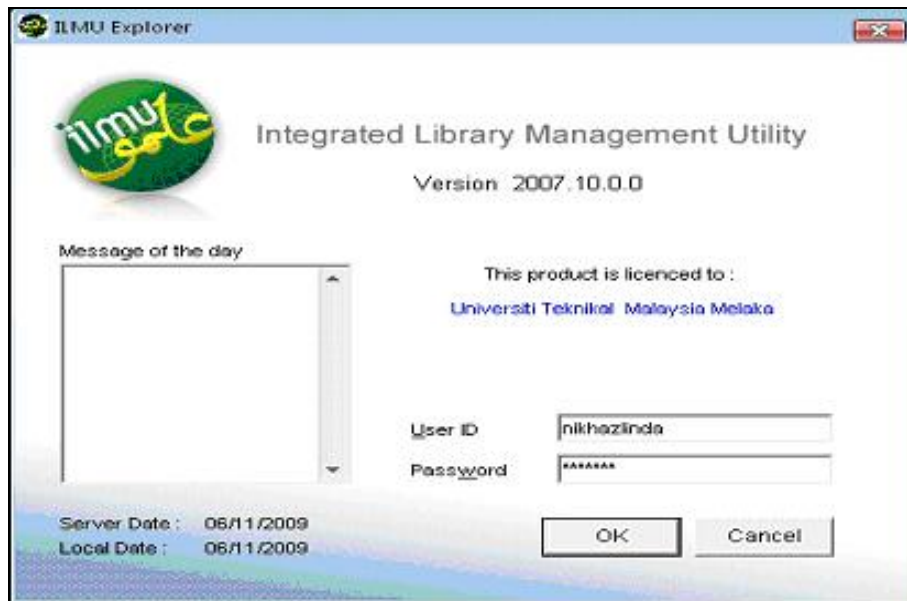 ILMU Explorer
ilmu
علمو
Integrated Library Management Utility
Version 2007.10.0.0
Message of the day
This product is licenced to :
Universiti Teknikal Malaysia Melaka
User ID nikhazlinda
Password *******
Server Date : 06/11/2009
Local Date : 06/11/2009
OK Cancel